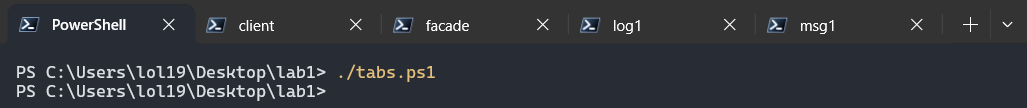 PowerShell client facade log1 msg1
PS C:\Users\lol19\Desktop\lab1> ./tabs.ps1
PS C:\Users\lol19\Desktop\lab1>